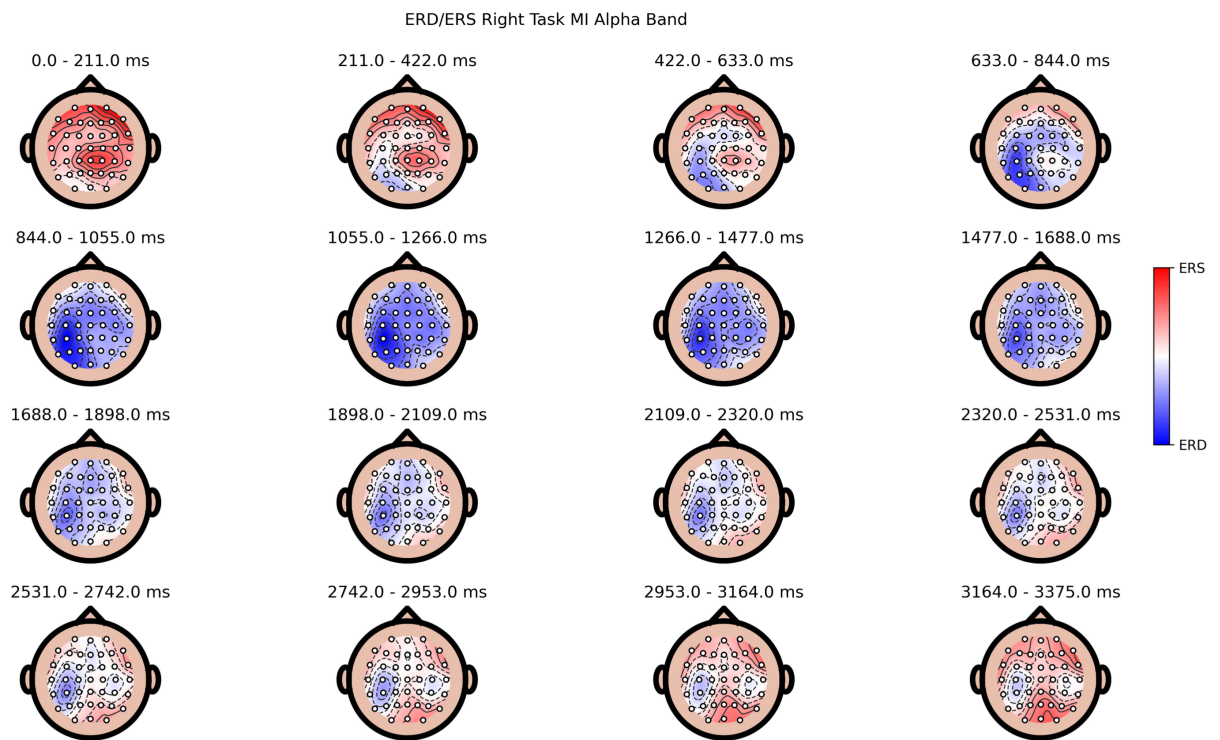 ERD/ERS Right Task MI Alpha Band
0.0 - 211.0 ms
211.0 - 422.0 ms
422.0 - 633.0 ms
633.0 - 844.0 ms
844.0 - 1055.0 ms
1055.0 - 1266.0 ms
1266.0 - 1477.0 ms
1477.0 - 1688.0 ms
ERS
ERD
1688.0 - 1898.0 ms
1898.0 - 2109.0 ms
2109.0 - 2320.0 ms
2320.0 - 2531.0 ms
2531.0 - 2742.0 ms
2742.0 - 2953.0 ms
2953.0 - 3164.0 ms
3164.0 - 3375.0 ms